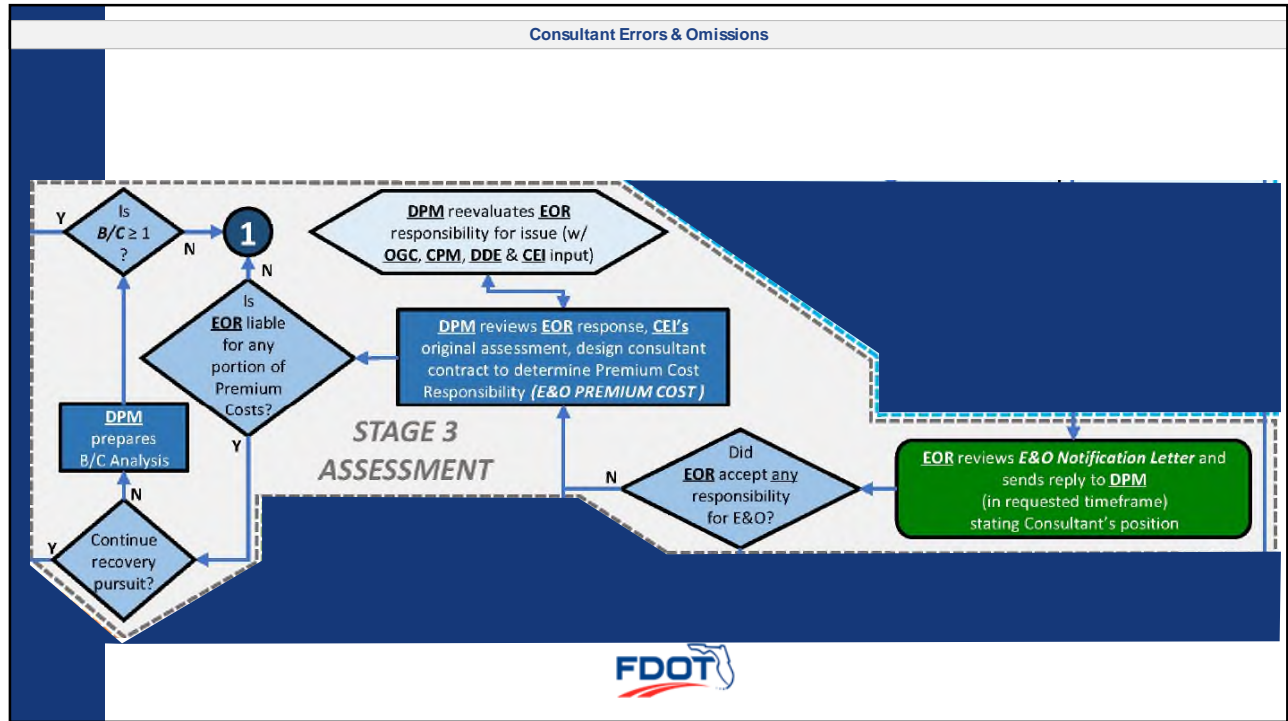 Consultant Errors & Omissions
Y
Is
B/C ≥ 1
?
N
1
N
DPM reevaluates EOR
responsibility for issue (w/
OGC, CPM, DDE & CEI input)
Is
EOR liable
for any
portion of
Premium
Costs?
Y
DPM reviews EOR response, CEI's
original assessment, design consultant
contract to determine Premium Cost
Responsibility (E&O PREMIUM COST )
DPM
prepares
B/C Analysis
N
STAGE 3
ASSESSMENT
Y
Continue
recovery
pursuit?
N
Did
EOR accept any
responsibility
for E&O?
EOR reviews E&O Notification Letter and
sends reply to DPM
(in requested timeframe)
stating Consultant's position
FDOT